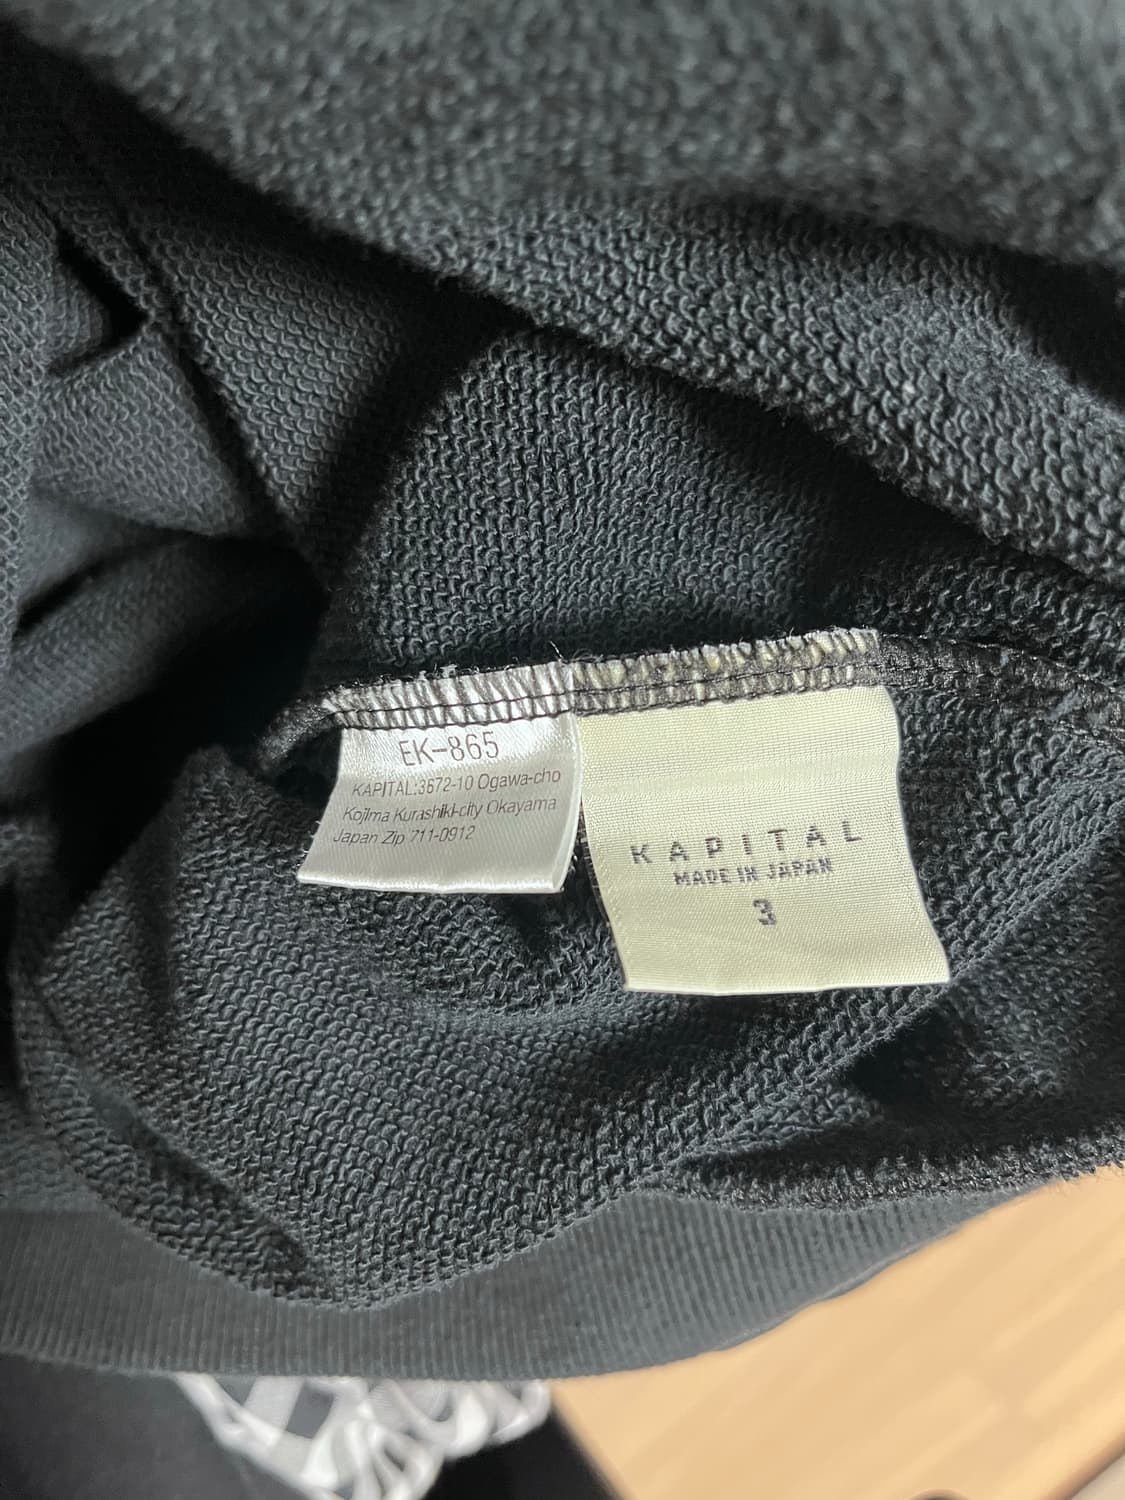 EK-865
KAPITAL:3672-10 Ogawa-cho
Kojima Kurashiki-city Okayama
Japan Zip 711-0912
KAPITAL
MADE IN JAPAN
3